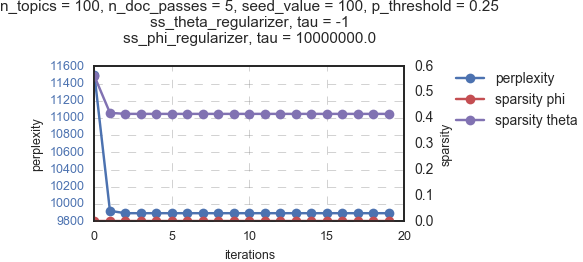 n_topics = 100, n_doc_passes = 5, seed_value = 100, p_threshold = 0.25
ss_theta_regularizer, tau = -1
ss_phi_regularizer, tau = 10000000.0
11600
11400
11200
11000
10800
10600
10400
10200
10000
9800
perplexity
0.6
0.5
0.4
0.3
0.2
0.1
0.0
sparsity
perplexity
sparsity phi
sparsity theta
0 5 10 15 20
iterations